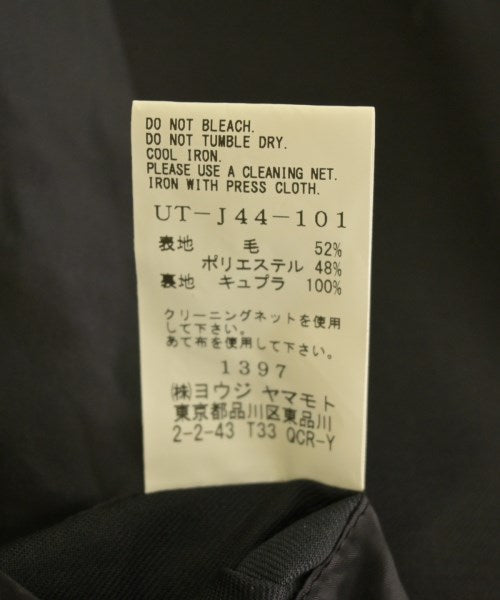 DO NOT BLEACH.
DO NOT TUMBLE DRY.
COOL IRON.
PLEASE USE A CLEANING NET.
IRON WITH PRESS CLOTH.
UT-J44-101
表地 毛 52%
ポリエステル 48%
裏地 キュプラ 100%
クリーニングネットを使用
して下さい。
あて布を使用して下さい。
1397
㈱ヨウジ ヤマモト
東京都品川区東品川
2-2-43 T33 QCR-Y